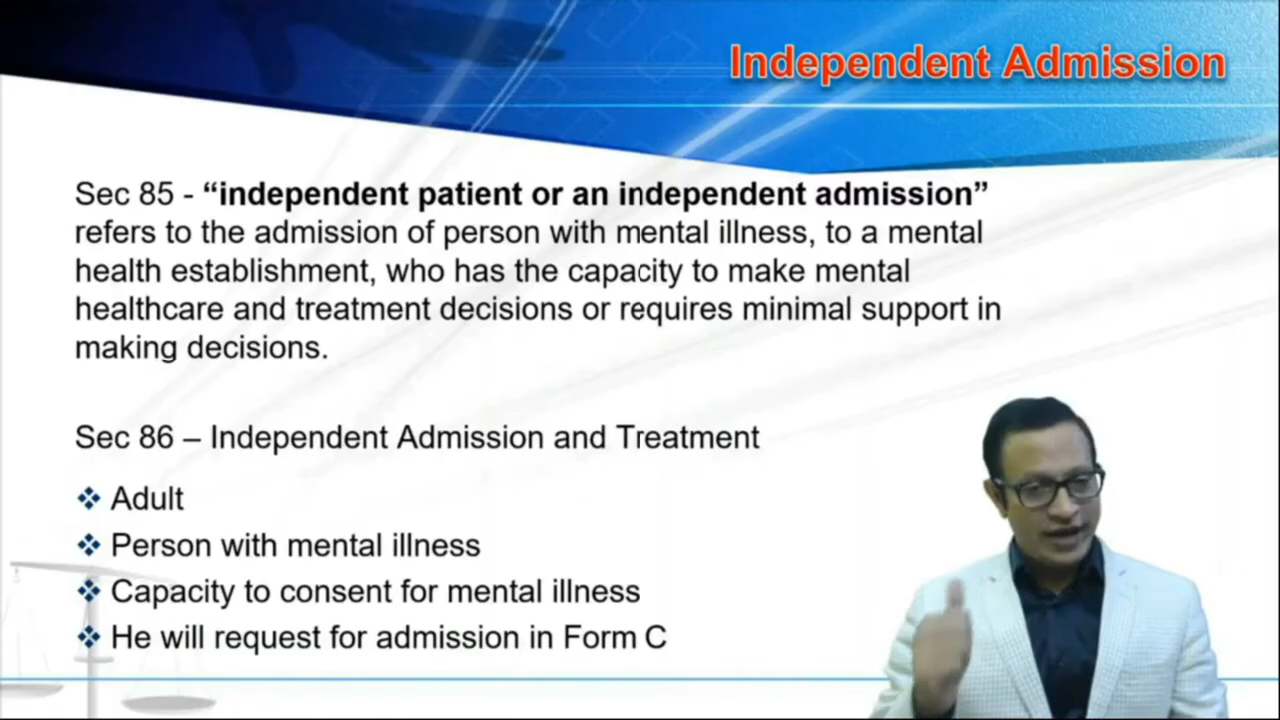 Independent Admission
Sec 85 - “independent patient or an independent admission”
refers to the admission of person with mental illness, to a mental
health establishment, who has the capacity to make mental
healthcare and treatment decisions or requires minimal support in
making decisions.
Sec 86 – Independent Admission and Treatment
❖ Adult
❖ Person with mental illness
❖ Capacity to consent for mental illness
❖ He will request for admission in Form C